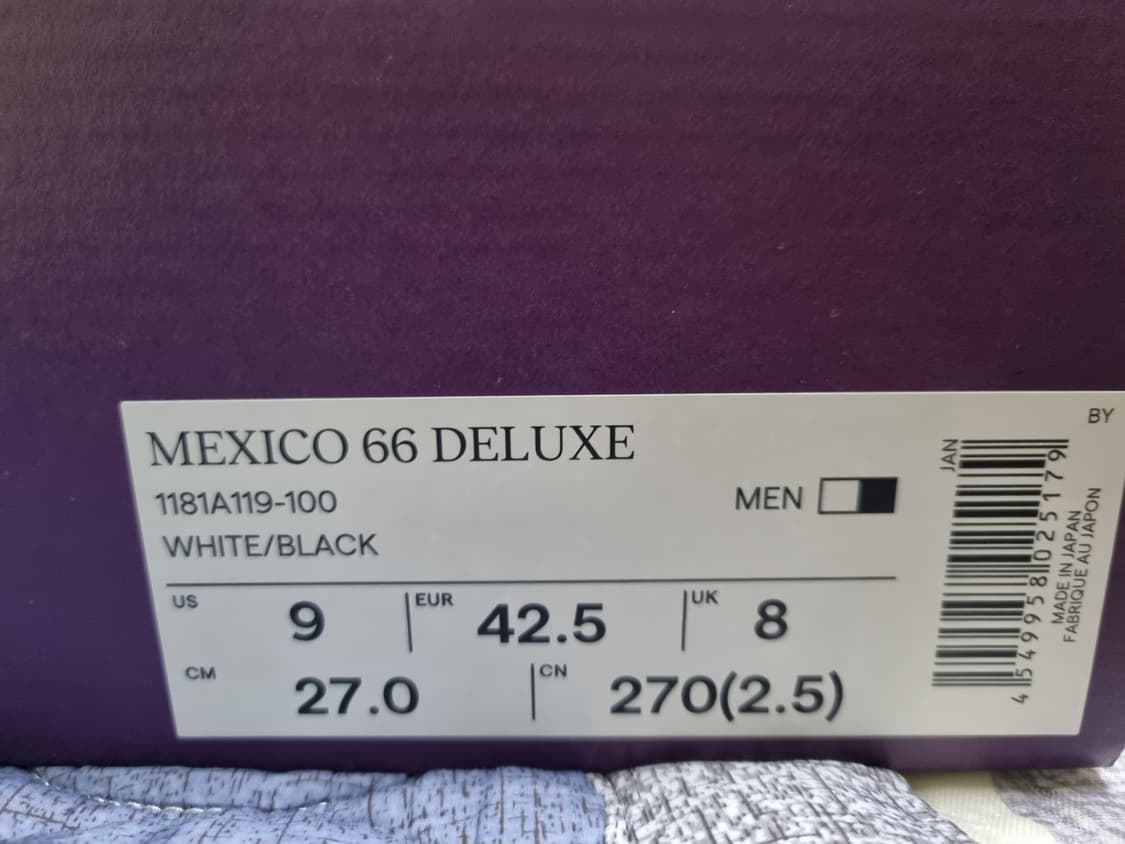 MEXICO 66 DELUXE
1181A119-100
WHITE/BLACK
MEN
US 9
EUR 42.5
UK 8
CM 27.0
CN 270(2.5)
BY
JAN
4549958025179
MADE IN JAPAN
FABRIQUE AU JAPON